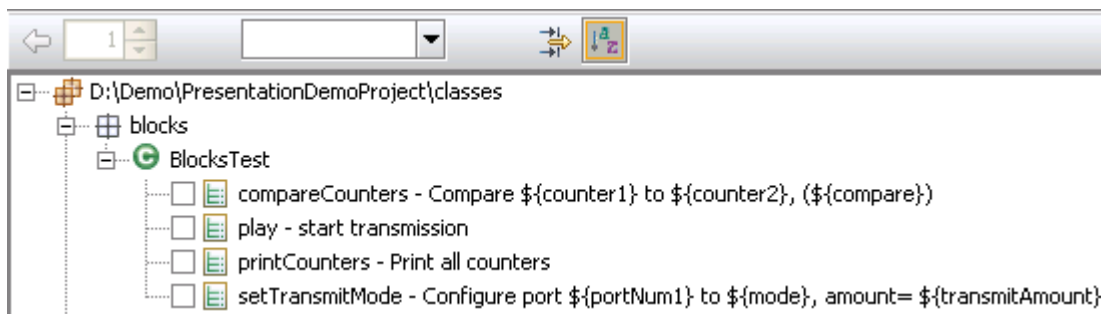 1
D:\Demo\PresentationDemoProject\classes
blocks
BlocksTest
compareCounters - Compare ${counter1} to ${counter2}, (${compare})
play - start transmission
printCounters - Print all counters
setTransmitMode - Configure port ${portNum1} to ${mode}, amount= ${transmitAmount}